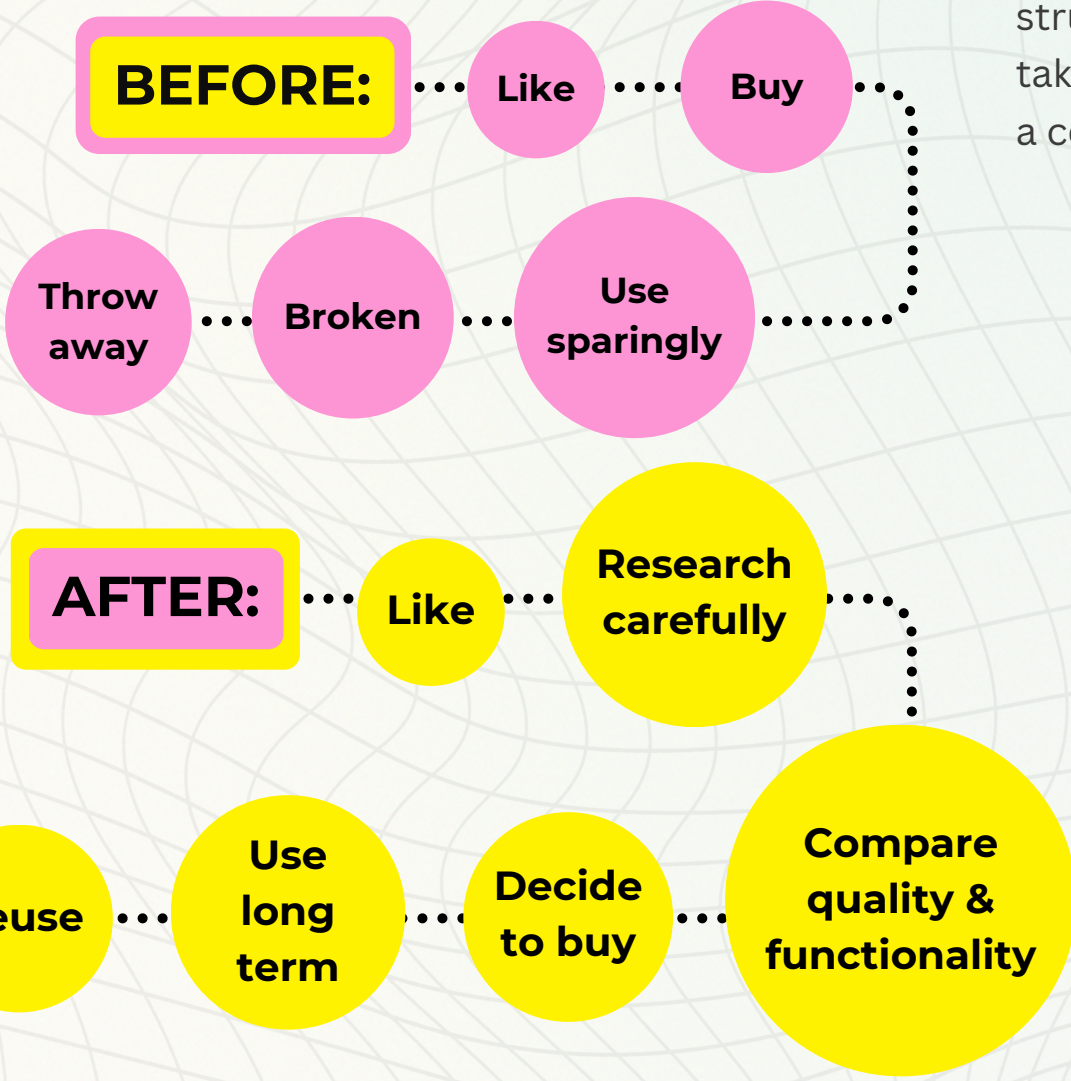 BEFORE:
Like
Buy
Use
sparingly
Broken
Throw
away
AFTER:
Like
Research
carefully
Compare
quality &
functionality
Decide
to buy
Use
long
term